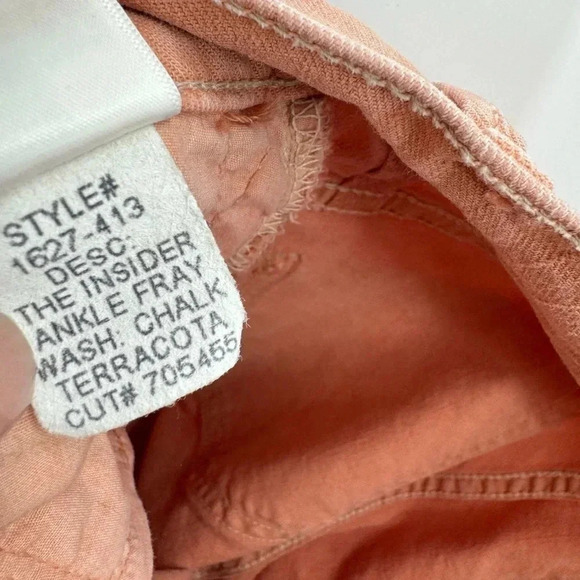 STYLE#
1627-413
DESC:
THE INSIDER
ANKLE FRAY
WASH: CHALK
TERRACOTA
CUT# 705455